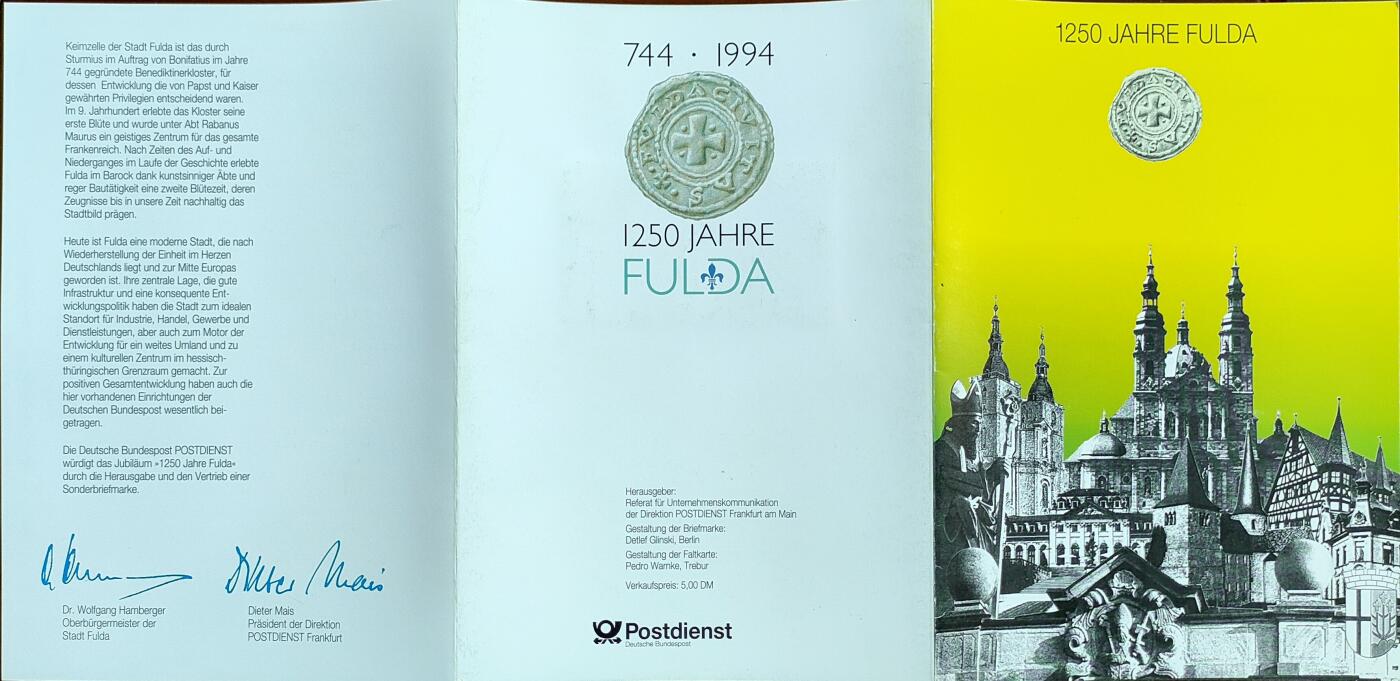 Keimzelle der Stadt Fulda ist das durch
Sturmius im Auftrag von Bonifatius im Jahre
744 gegründete Benediktinerkloster, für
dessen Entwicklung die von Papst und Kaiser
gewährten Privilegien entscheidend waren.
Im 9. Jahrhundert erlebte das Kloster seine
erste Blüte und wurde unter Abt Rabanus
Maurus ein geistiges Zentrum für das gesamte
Frankenreich. Nach Zeiten des Auf- und
Niederganges im Laufe der Geschichte erlebte
Fulda im Barock dank kunstsinniger Äbte und
reger Bautätigkeit eine zweite Blütezeit, deren
Zeugnisse bis in unsere Zeit nachhaltig das
Stadtbild prägen.
Heute ist Fulda eine moderne Stadt, die nach
Wiederherstellung der Einheit im Herzen
Deutschlands liegt und zur Mitte Europas
geworden ist. Ihre zentrale Lage, die gute
Infrastruktur und eine konsequente Ent-
wicklungspolitik haben die Stadt zum idealen
Standort für Industrie, Handel, Gewerbe und
Dienstleistungen, aber auch zum Motor der
Entwicklung für ein weites Umland und zu
einem kulturellen Zentrum im hessisch-
thüringischen Grenzraum gemacht. Zur
positiven Gesamtentwicklung haben auch die
hier vorhandenen Einrichtungen der
Deutschen Bundespost wesentlich bei-
getragen.
Die Deutsche Bundespost POSTDIENST
würdigt das Jubiläum »1250 Jahre Fulda«
durch die Herausgabe und den Vertrieb einer
Sonderbriefmarke.
Dieter Mais
Dr. Wolfgang Hamberger
Oberbürgermeister der
Stadt Fulda
Dieter Mais
Präsident der Direktion
POSTDIENST Frankfurt
744 · 1994
1250 JAHRE
FULDA
Herausgeber:
Referat für Unternehmenskommunikation
der Direktion POSTDIENST Frankfurt am Main
Gestaltung der Briefmarke:
Detlef Glinski, Berlin
Gestaltung der Faltkarte:
Pedro Warnke, Trebur
Verkaufspreis: 5,00 DM
Postdienst
Deutsche Bundespost
1250 JAHRE FULDA